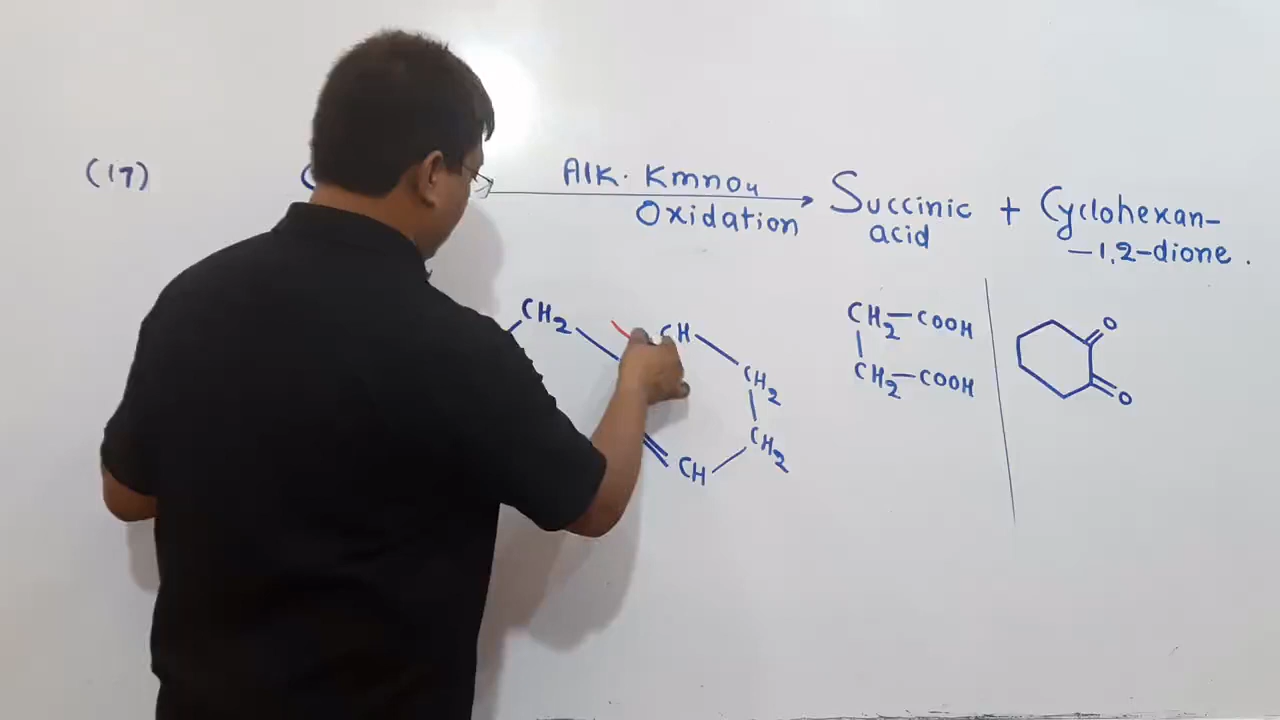 (17)
Alk. Kmno4
Oxidation
Succinic
acid
+ Cyclohexan-
-1,2-dione.
CH2
CH
CH2
CH2
CH
CH2-COOH
CH2-COOH
O
O